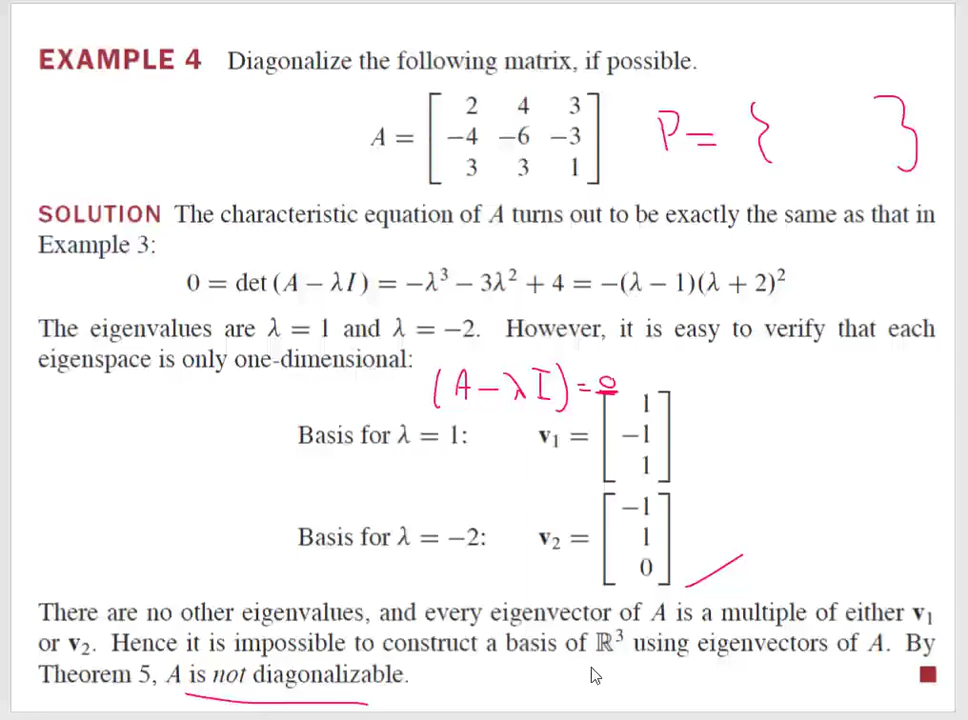 EXAMPLE 4 Diagonalize the following matrix, if possible.
A = [ 2 4 3
-4 -6 -3
3 3 1 ]
P = { }
SOLUTION The characteristic equation of A turns out to be exactly the same as that in
Example 3:
0 = det (A − λI) = −λ³ − 3λ² + 4 = −(λ − 1)(λ + 2)²
The eigenvalues are λ = 1 and λ = −2. However, it is easy to verify that each
eigenspace is only one-dimensional:
(A − λI) = 0
Basis for λ = 1: v₁ = [ 1
−1
1 ]
Basis for λ = −2: v₂ = [ −1
1
0 ]
There are no other eigenvalues, and every eigenvector of A is a multiple of either v₁
or v₂. Hence it is impossible to construct a basis of ℝ³ using eigenvectors of A. By
Theorem 5, A is not diagonalizable.